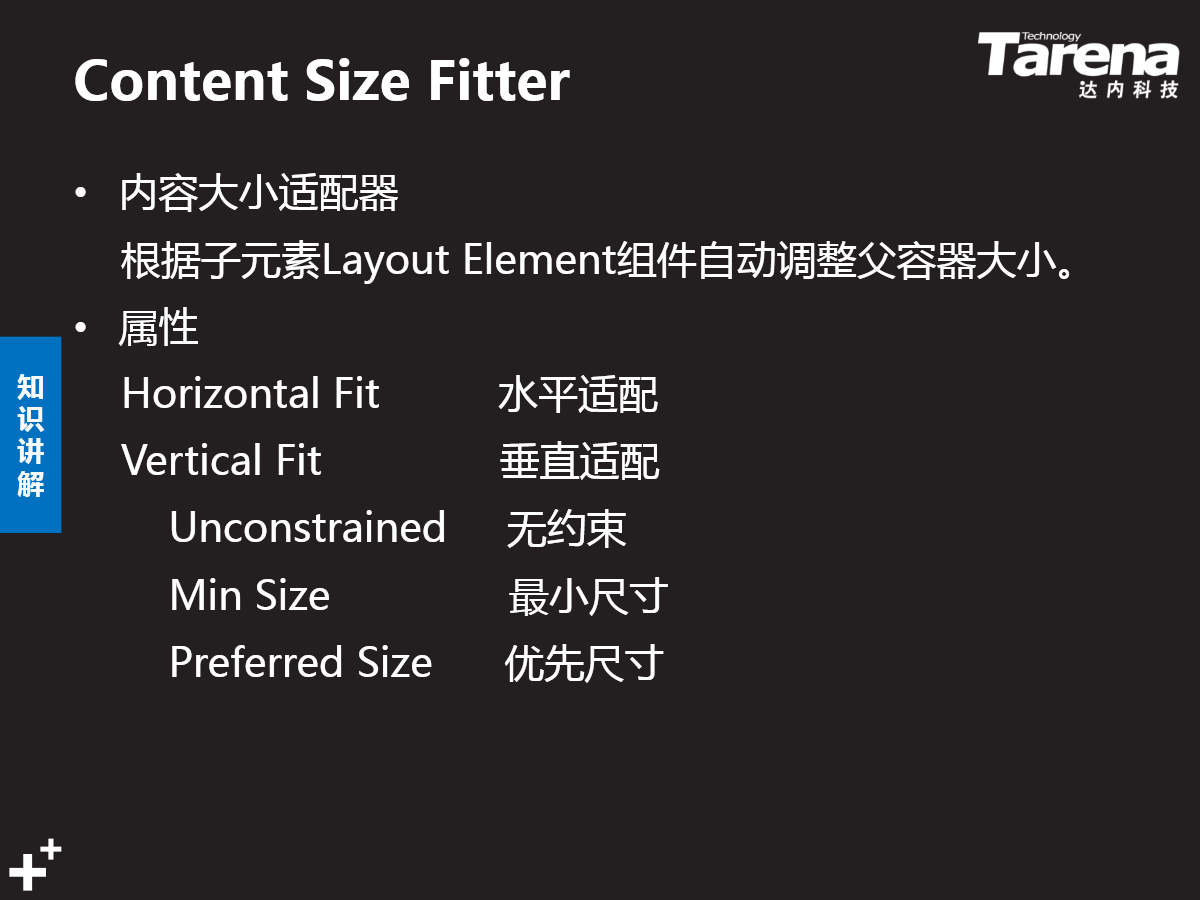 Content Size Fitter
Technology
Tarena
达内科技
• 内容大小适配器
根据子元素Layout Element组件自动调整父容器大小。
• 属性
Horizontal Fit 水平适配
Vertical Fit 垂直适配
Unconstrained 无约束
Min Size 最小尺寸
Preferred Size 优先尺寸
知识讲解